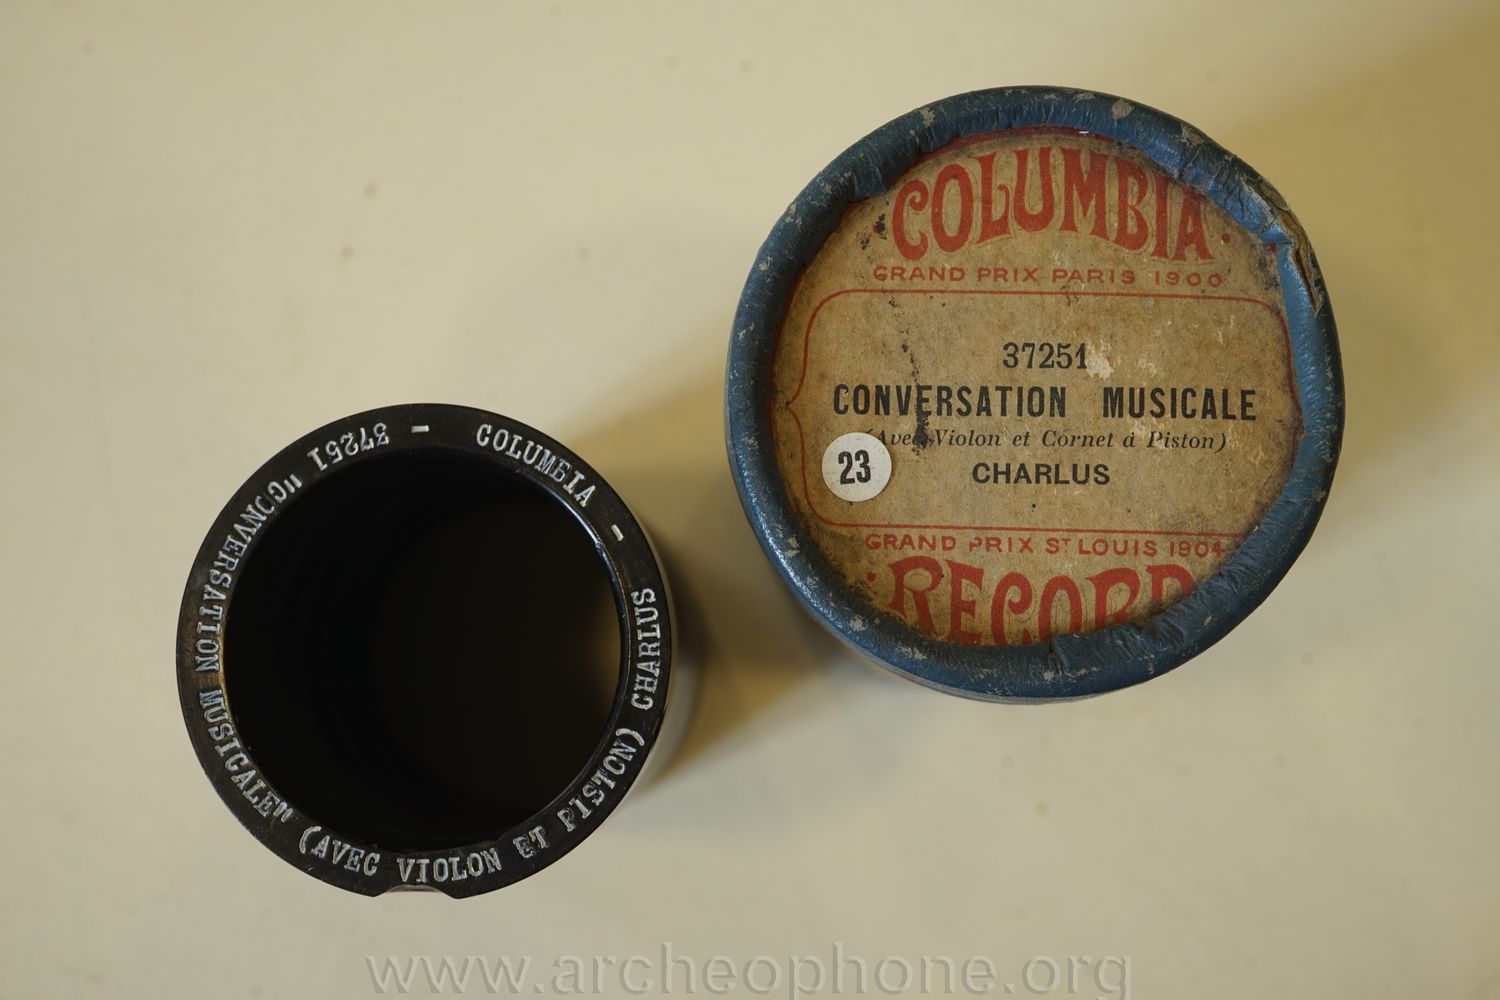 COLUMBIA
GRAND PRIX PARIS 1900
37251
CONVERSATION MUSICALE
(Avec Violon et Cornet à Piston)
CHARLUS
23
GRAND PRIX ST LOUIS 1904
RECORD
COLUMBIA - CHARLUS
37251 "CONVERSATION MUSICALE" (AVEC VIOLON ET PISTON) -
www.archeophone.org